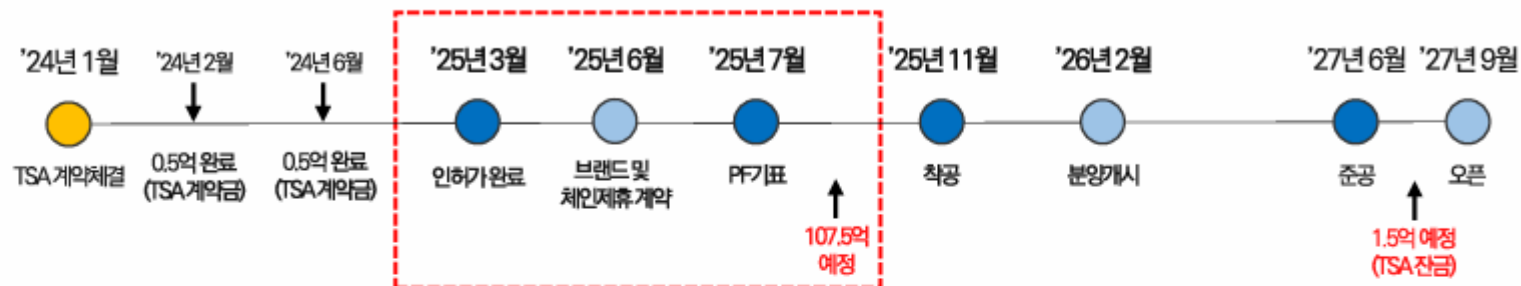 '24년 1월
'24년 2월
'24년 6월
'25년 3월
'25년 6월
'25년 7월
'25년 11월
'26년 2월
'27년 6월
'27년 9월
TSA 계약체결
0.5억 완료
(TSA 계약금)
0.5억 완료
(TSA 계약금)
인허가 완료
브랜드 및
체인제휴 계약
PF기표
착공
분양개시
준공
오픈
107.5억
예정
1.5억 예정
(TSA 잔금)